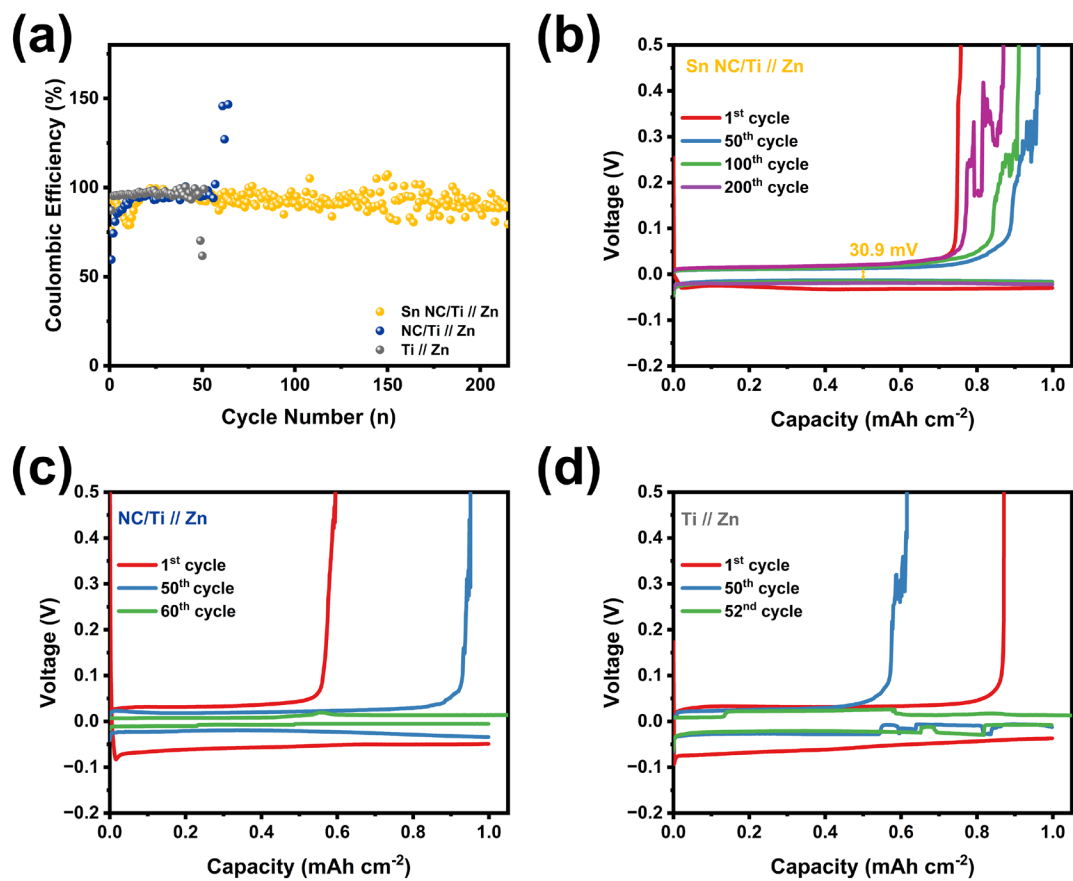 (a)
Coulombic Efficiency (%)
150
100
50
0
0
50
100
150
200
Cycle Number (n)
Sn NC/Ti // Zn
NC/Ti // Zn
Ti // Zn
(b)
Voltage (V)
0.5
0.4
0.3
0.2
0.1
0.0
−0.1
−0.2
Sn NC/Ti // Zn
1st cycle
50th cycle
100th cycle
200th cycle
30.9 mV
0.0
0.2
0.4
0.6
0.8
1.0
Capacity (mAh cm-2)
(c)
Voltage (V)
0.5
0.4
0.3
0.2
0.1
0.0
−0.1
−0.2
NC/Ti // Zn
1st cycle
50th cycle
60th cycle
0.0
0.2
0.4
0.6
0.8
1.0
Capacity (mAh cm-2)
(d)
Voltage (V)
0.5
0.4
0.3
0.2
0.1
0.0
−0.1
−0.2
Ti // Zn
1st cycle
50th cycle
52nd cycle
0.0
0.2
0.4
0.6
0.8
1.0
Capacity (mAh cm-2)